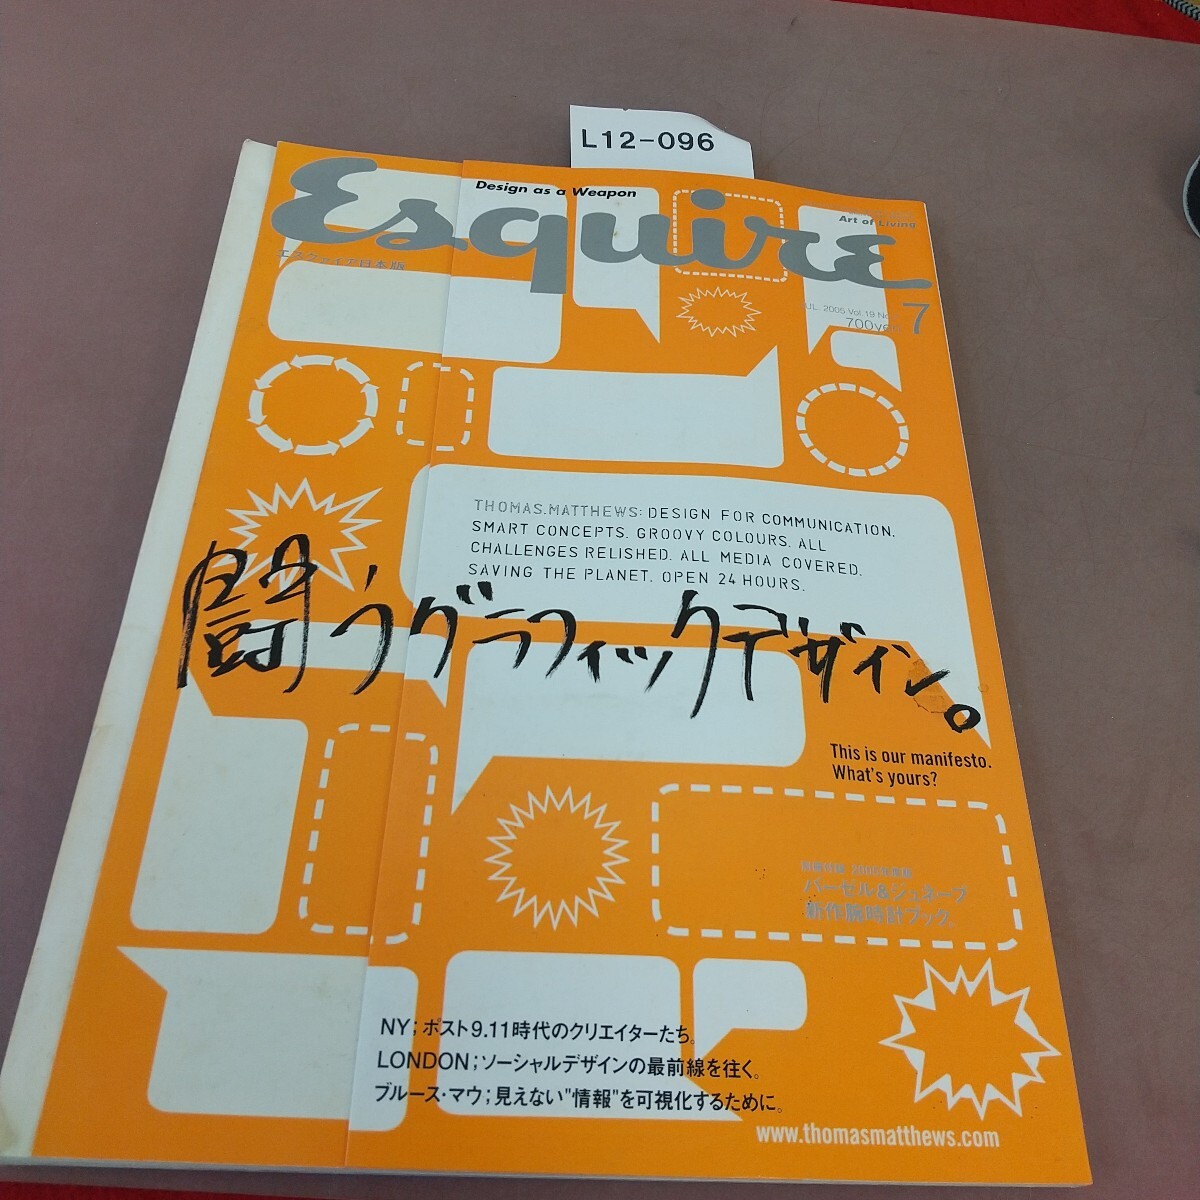 L12-096
Design as a Weapon
Esquire
Art of Living
エスクァイア日本版
JUL. 2005 Vol.19 No. 7
700yen
THOMAS.MATTHEWS: DESIGN FOR COMMUNICATION.
SMART CONCEPTS. GROOVY COLOURS. ALL
CHALLENGES RELISHED. ALL MEDIA COVERED.
SAVING THE PLANET. OPEN 24 HOURS.
闘うグラフィックデザイン。
This is our manifesto.
What's yours?
バーゼル&ジュネーブ
新作腕時計ブック。
NY; ポスト9.11時代のクリエイターたち。
LONDON;ソーシャルデザインの最前線を往く。
ブルース・マウ;見えない"情報"を可視化するために。
www.thomasmatthews.com